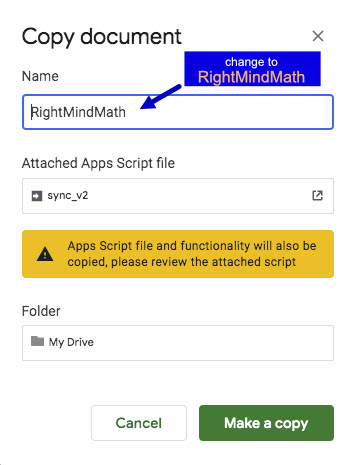 Copy document
change to
RightMindMath
Name
RightMindMath
Attached Apps Script file
sync_v2
Apps Script file and functionality will also be
copied, please review the attached script
Folder
My Drive
Cancel
Make a copy